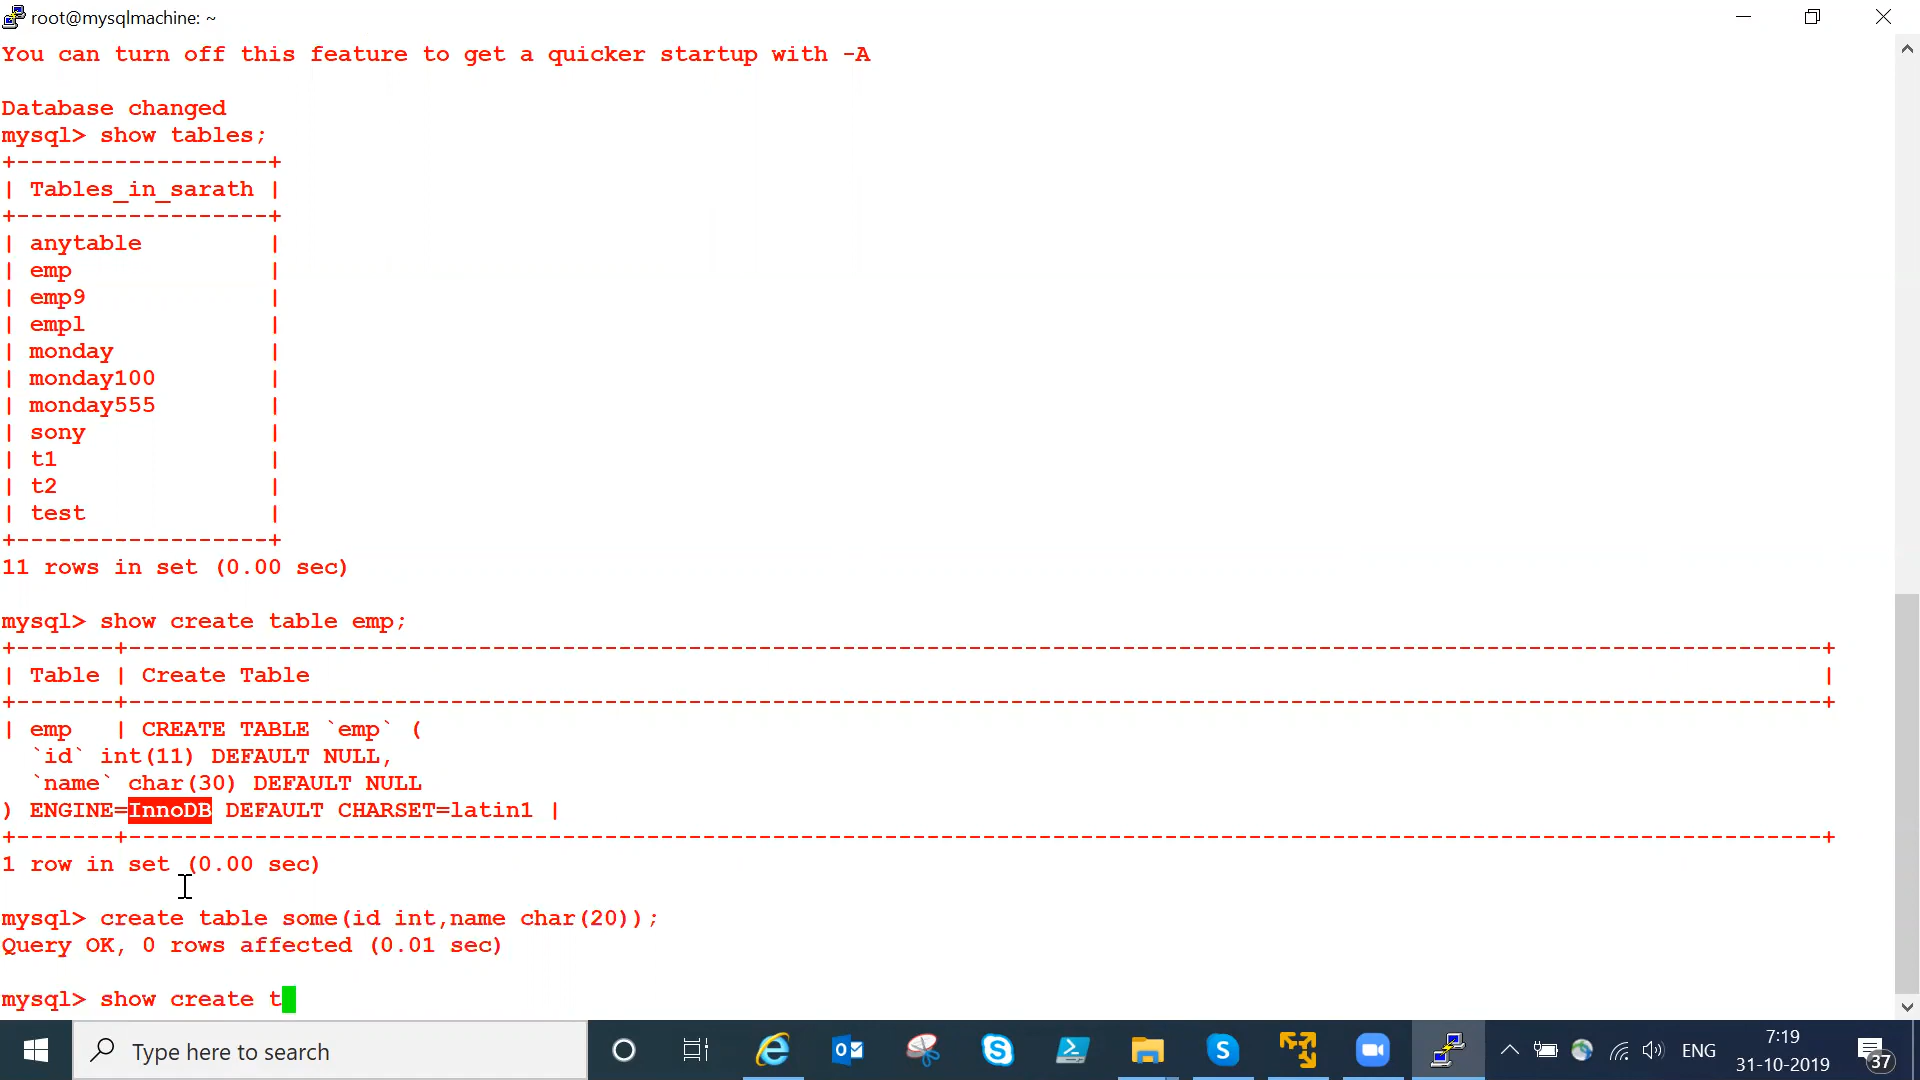 root@mysqlmachine: ~
You can turn off this feature to get a quicker startup with -A
Database changed
mysql> show tables;
+------------------+
| Tables_in_sarath |
+------------------+
| anytable         |
| emp              |
| emp9             |
| empl             |
| monday           |
| monday100        |
| monday555        |
| sony             |
| t1               |
| t2               |
| test             |
+------------------+
11 rows in set (0.00 sec)
mysql> show create table emp;
+-------+-------------------------------------------------------------------------------------------------------------------------+
| Table | Create Table                                                                                                            |
+-------+-------------------------------------------------------------------------------------------------------------------------+
| emp   | CREATE TABLE `emp` (
  `id` int(11) DEFAULT NULL,
  `name` char(30) DEFAULT NULL
) ENGINE=InnoDB DEFAULT CHARSET=latin1 |
+-------+-------------------------------------------------------------------------------------------------------------------------+
1 row in set (0.00 sec)
mysql> create table some(id int,name char(20));
Query OK, 0 rows affected (0.01 sec)
mysql> show create t
Type here to search
ENG
7:19
31-10-2019
37